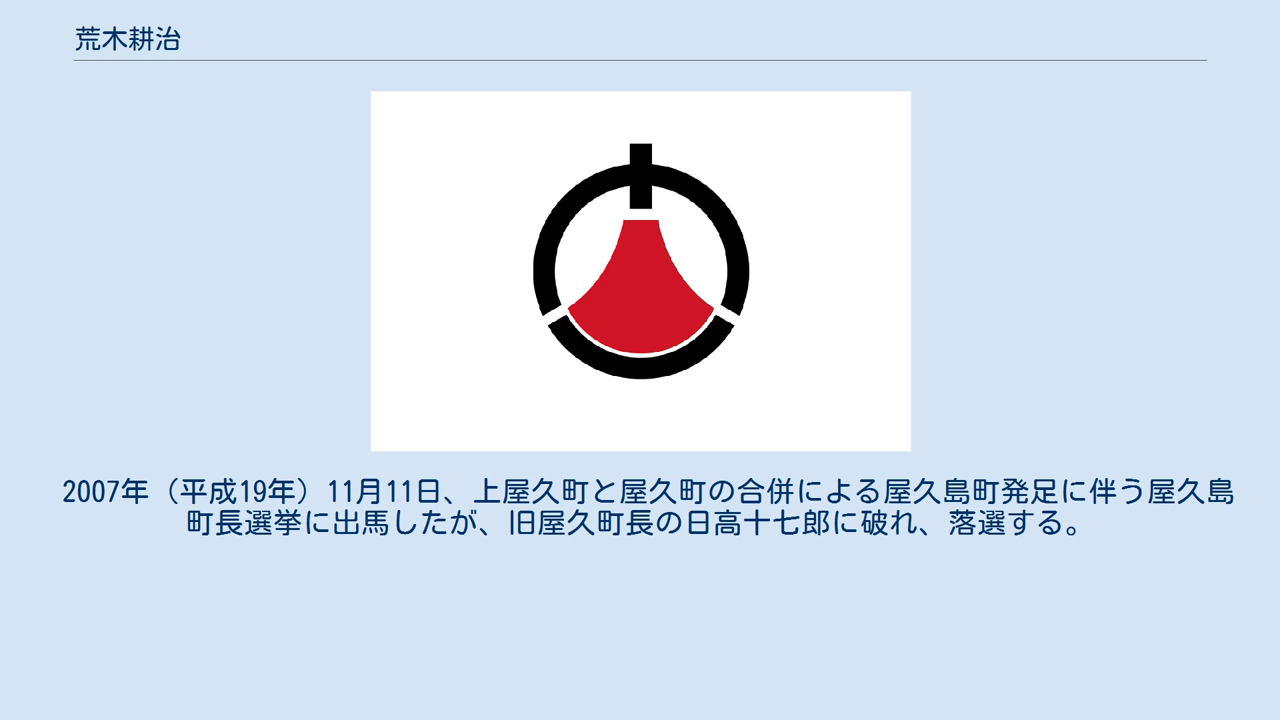 荒木耕治
2007年（平成19年）11月11日、上屋久町と屋久町の合併による屋久島町発足に伴う屋久島
町長選挙に出馬したが、旧屋久町長の日高十七郎に破れ、落選する。